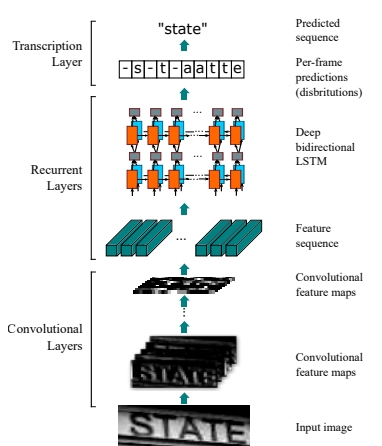 "state"
Predicted
sequence
Transcription
Layer
-s-t-aatte
Per-frame
predictions
(disbritutions)
...
Deep
bidirectional
LSTM
Recurrent
Layers
...
Feature
sequence
Convolutional
feature maps
Convolutional
Layers
STATE
Convolutional
feature maps
STATE
Input image